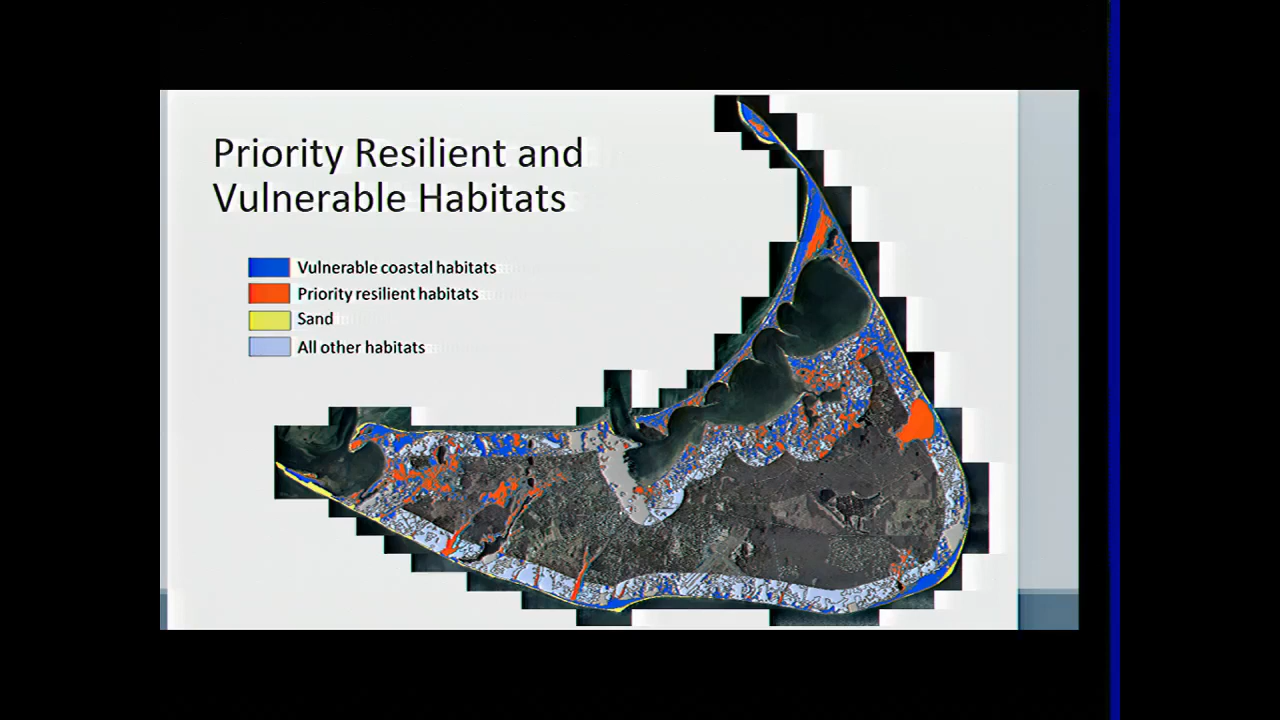 Priority Resilient and
Vulnerable Habitats
Vulnerable coastal habitats
Priority resilient habitats
Sand
All other habitats